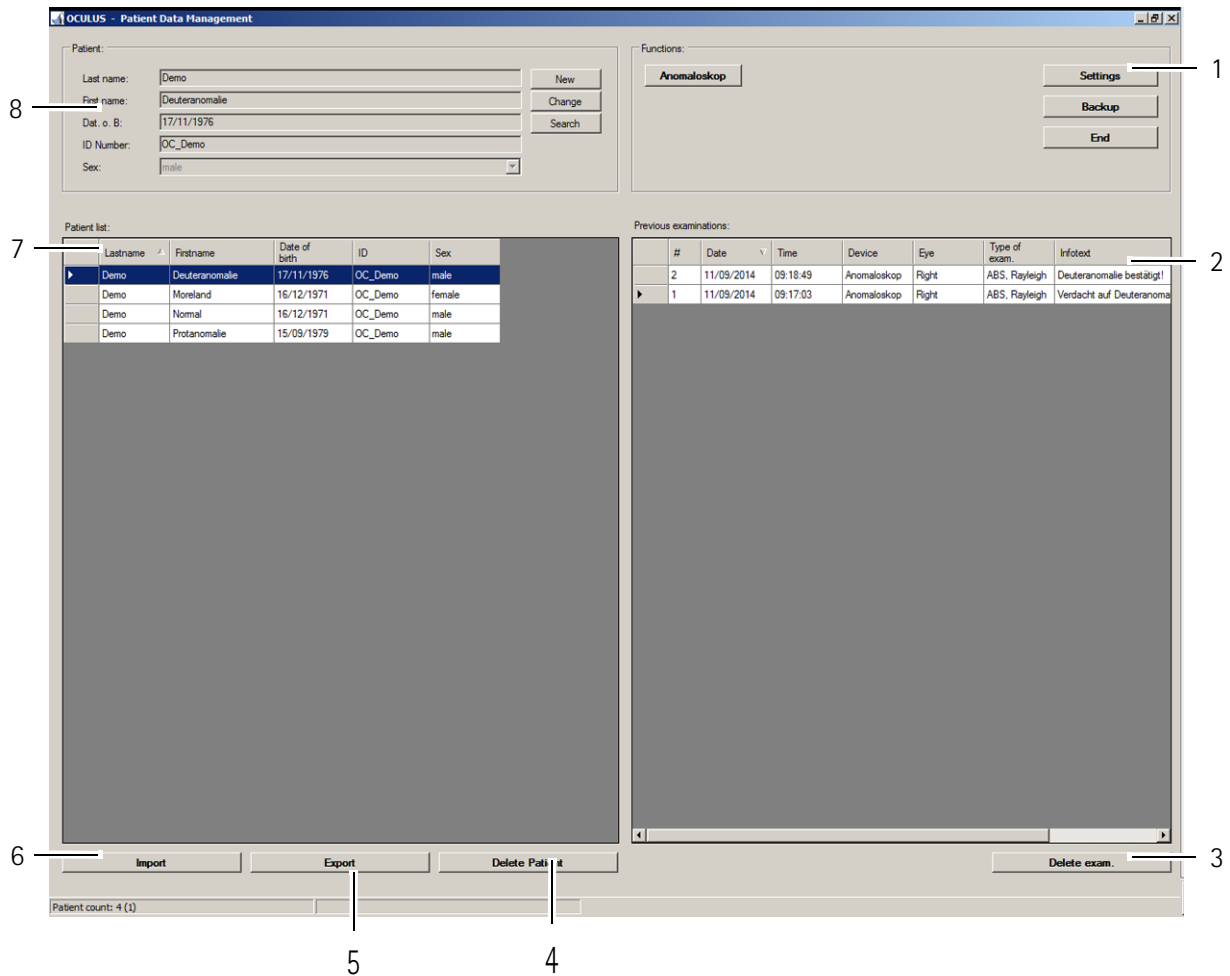 OCULUS - Patient Data Management
Patient:
Last name: Demo New
First name: Deuteranomalie Change
Dat. o. B: 17/11/1976 Search
ID Number: OC_Demo
Sex: male
Functions:
Anomaloskop Settings
Backup
End
1
8
Patient list:
Lastname Firstname Date of birth ID Sex
Demo Deuteranomalie 17/11/1976 OC_Demo male
Demo Moreland 16/12/1971 OC_Demo female
Demo Normal 16/12/1971 OC_Demo male
Demo Protanomalie 15/09/1979 OC_Demo male
7
Previous examinations:
# Date Time Device Eye Type of exam. Infotext
2 11/09/2014 09:18:49 Anomaloskop Right ABS, Rayleigh Deuteranomalie bestätigt!
1 11/09/2014 09:17:03 Anomaloskop Right ABS, Rayleigh Verdacht auf Deuteranoma
2
6
Import Export Delete Patient
Delete exam.
3
Patient count: 4 (1)
5
4